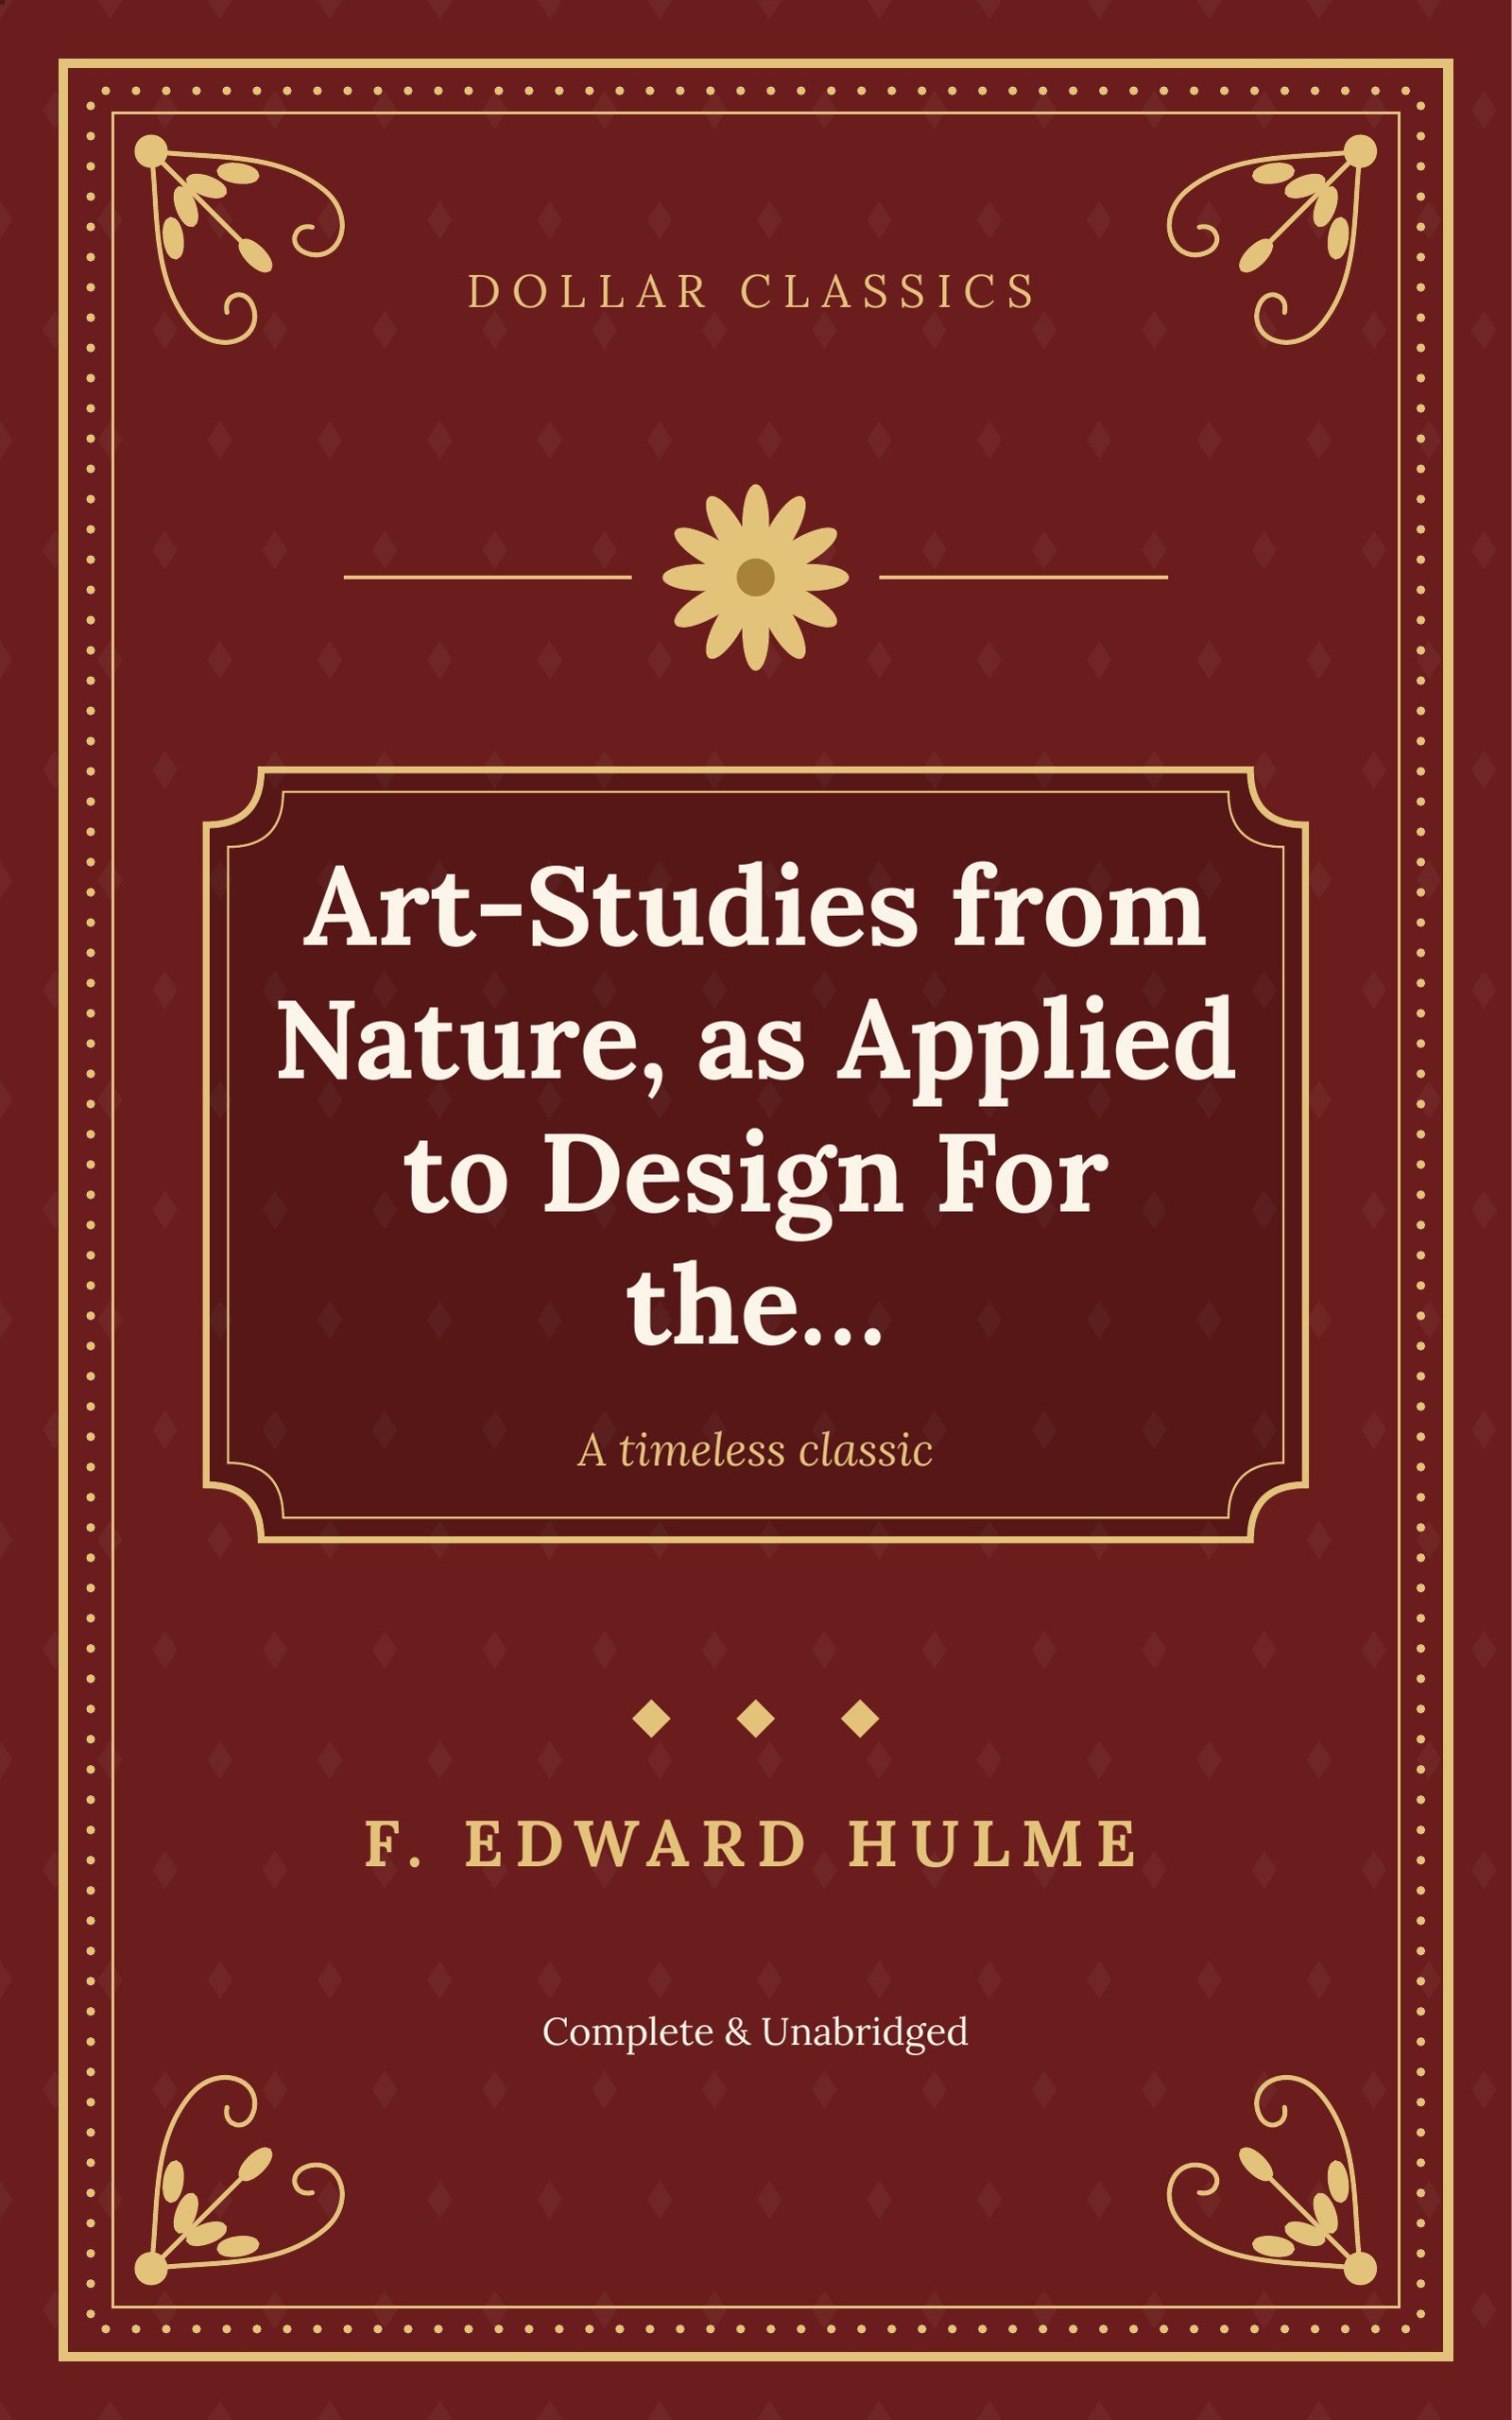 DOLLAR CLASSICS
Art-Studies from
Nature, as Applied
to Design For
the...
A timeless classic
F. EDWARD HULME
Complete & Unabridged